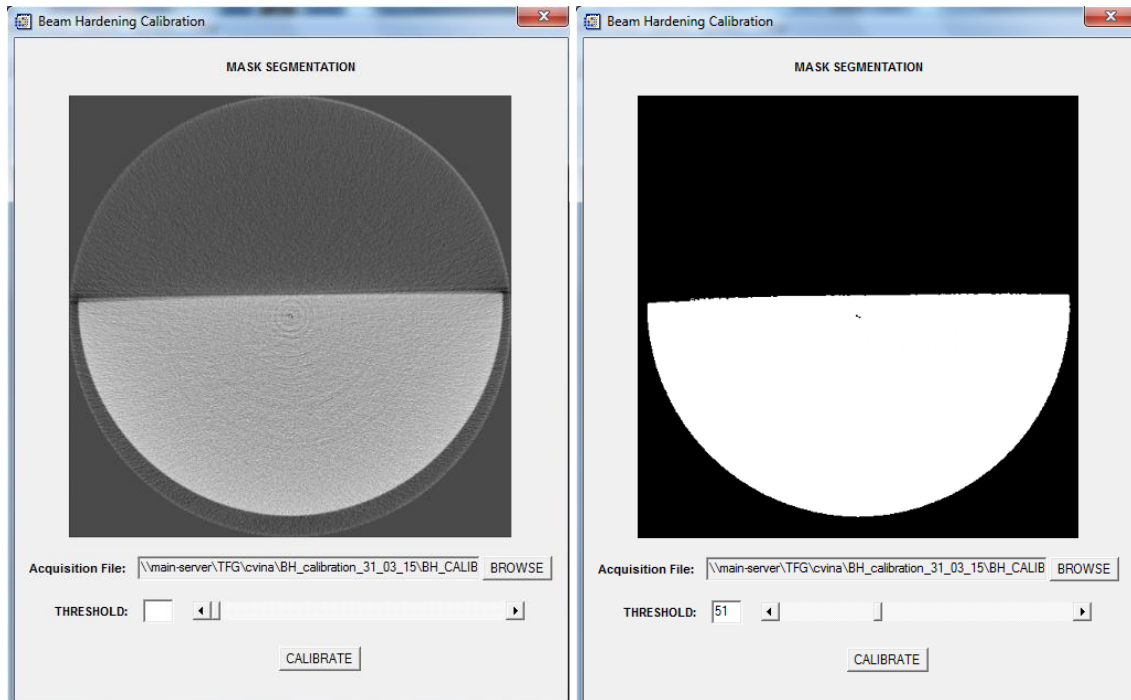 Beam Hardening Calibration
MASK SEGMENTATION
Acquisition File: \\main-server\TFG\cvina\BH_calibration_31_03_15\BH_CALIB BROWSE
THRESHOLD:
CALIBRATE
Beam Hardening Calibration
MASK SEGMENTATION
Acquisition File: \\main-server\TFG\cvina\BH_calibration_31_03_15\BH_CALIB BROWSE
THRESHOLD: 51
CALIBRATE